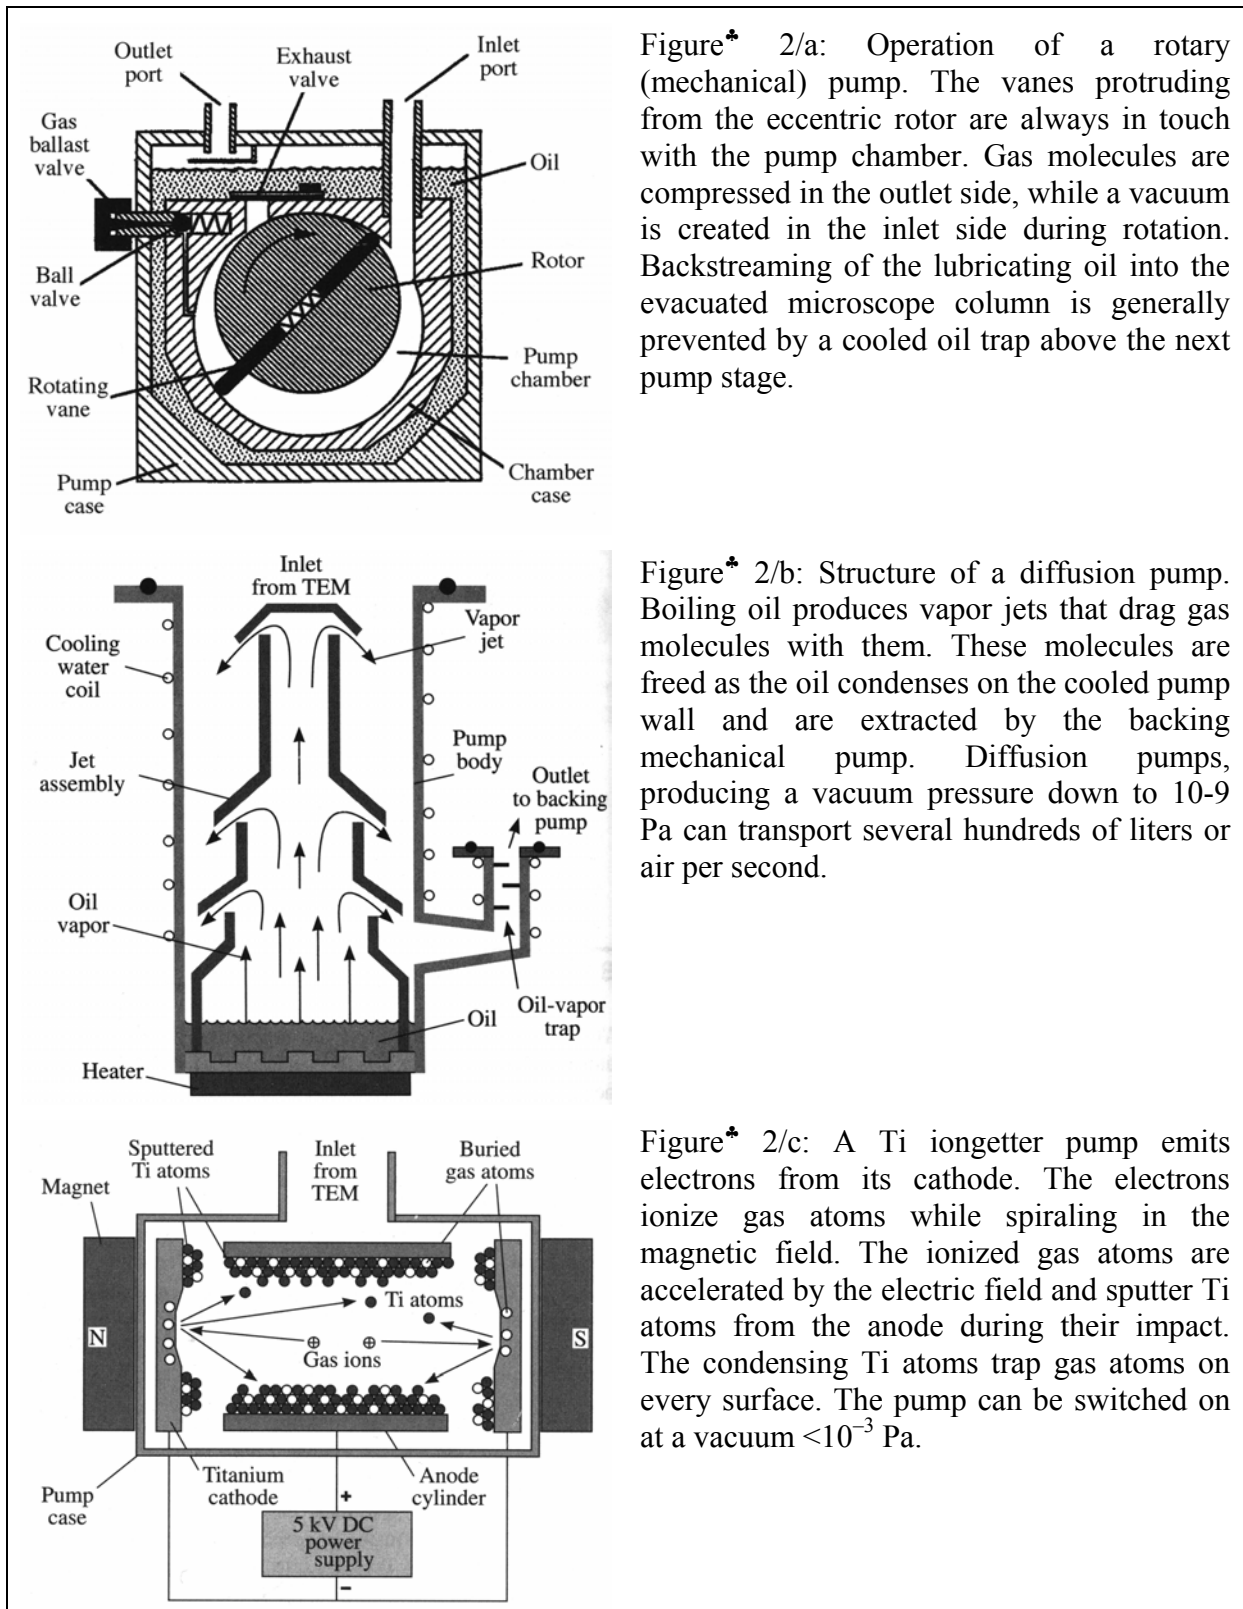 Outlet
port
Exhaust
valve
Inlet
port
Gas
ballast
valve
Oil
Ball
valve
Rotor
Rotating
vane
Pump
chamber
Pump
case
Chamber
case
Figure♣ 2/a: Operation of a rotary
(mechanical) pump. The vanes protruding
from the eccentric rotor are always in touch
with the pump chamber. Gas molecules are
compressed in the outlet side, while a vacuum
is created in the inlet side during rotation.
Backstreaming of the lubricating oil into the
evacuated microscope column is generally
prevented by a cooled oil trap above the next
pump stage.
Inlet
from TEM
Cooling
water
coil
Vapor
jet
Jet
assembly
Pump
body
Outlet
to backing
pump
Oil
vapor
Oil
Oil-vapor
trap
Heater
Figure♣ 2/b: Structure of a diffusion pump.
Boiling oil produces vapor jets that drag gas
molecules with them. These molecules are
freed as the oil condenses on the cooled pump
wall and are extracted by the backing
mechanical pump. Diffusion pumps,
producing a vacuum pressure down to 10-9
Pa can transport several hundreds of liters or
air per second.
Sputtered
Ti atoms
Inlet
from
TEM
Buried
gas atoms
Magnet
Ti atoms
N
Gas ions
S
Titanium
cathode
Anode
cylinder
Pump
case
+
5 kV DC
power
supply
−
Figure♣ 2/c: A Ti iongetter pump emits
electrons from its cathode. The electrons
ionize gas atoms while spiraling in the
magnetic field. The ionized gas atoms are
accelerated by the electric field and sputter Ti
atoms from the anode during their impact.
The condensing Ti atoms trap gas atoms on
every surface. The pump can be switched on
at a vacuum <10⁻³ Pa.